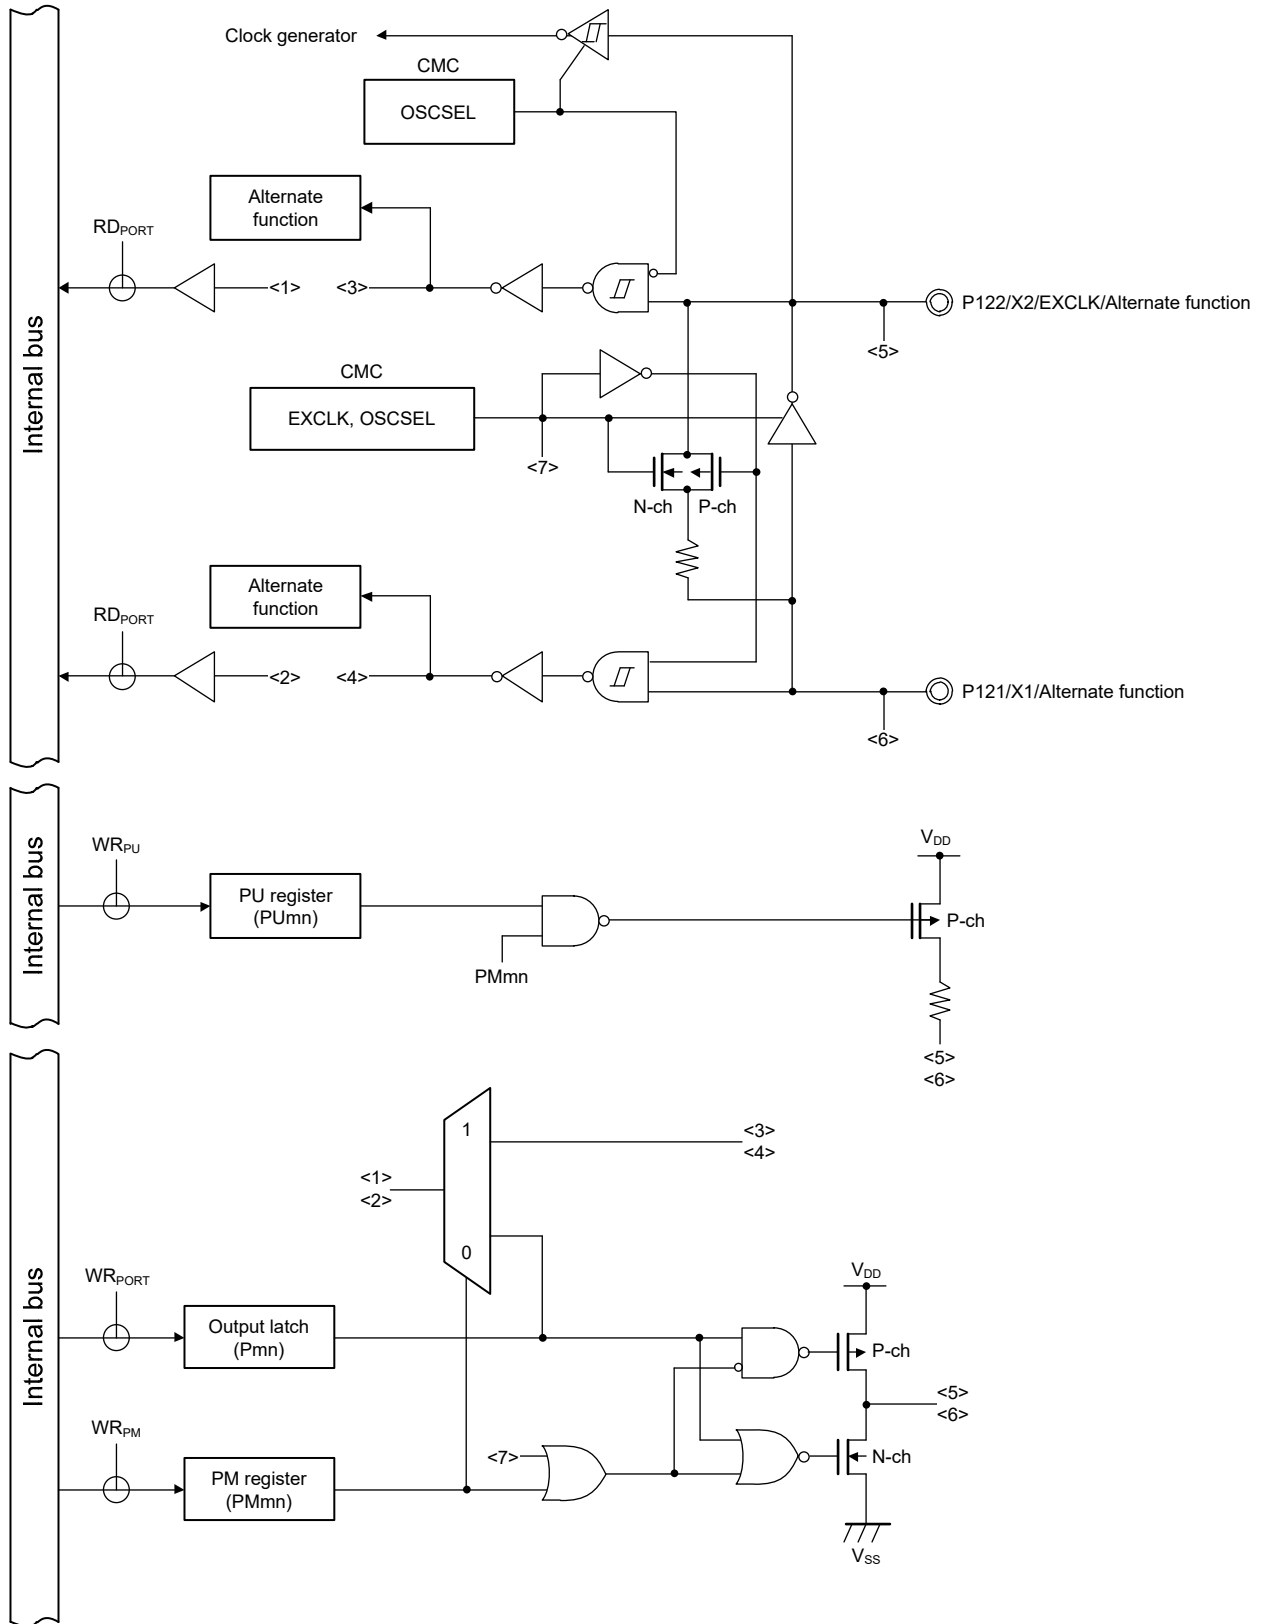 Clock generator
CMC
OSCSEL
Alternate
function
RDPORT
<1>
<3>
P122/X2/EXCLK/Alternate function
<5>
CMC
EXCLK, OSCSEL
<7>
N-ch
P-ch
Alternate
function
RDPORT
<2>
<4>
P121/X1/Alternate function
<6>
Internal bus
WRPU
PU register
(PUmn)
PMmn
VDD
P-ch
<5>
<6>
Internal bus
1
<3>
<4>
<1>
<2>
0
WRPORT
Output latch
(Pmn)
VDD
P-ch
<5>
<6>
WRPM
PM register
(PMmn)
<7>
N-ch
VSS
Internal bus